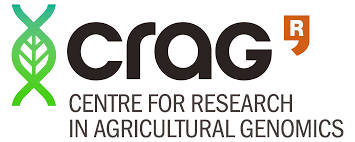 CRAG R
CENTRE FOR RESEARCH
IN AGRICULTURAL GENOMICS